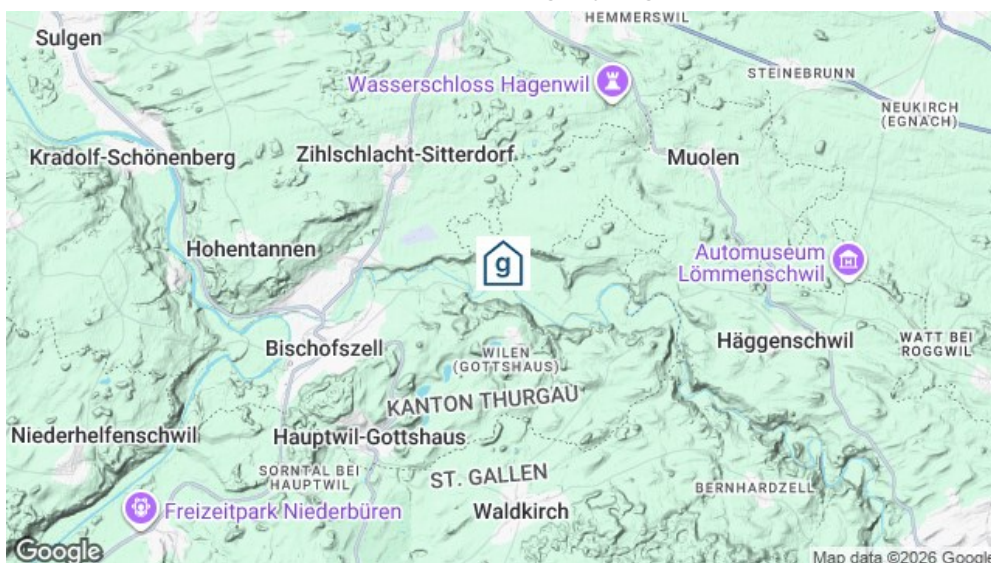 HEMMERSWIL
Sulgen
Wasserschloss Hagenwil
STEINEBRUNN
NEUKIRCH
(EGNACH)
Kradolf-Schönenberg
Zihlschlacht-Sitterdorf
Muolen
Hohentannen
g
Automuseum
Lömmenschwil
Bischofszell
WILEN
(GOTTSHAUS)
Häggenschwil
WATT BEI
ROGGWIL
KANTON THURGAU
Niederhelfenschwil
Hauptwil-Gottshaus
SORNTAL BEI
HAUPTWIL
ST. GALLEN
BERNHARDZELL
Freizeitpark Niederbüren
Waldkirch
Google
Map data ©2026 Google